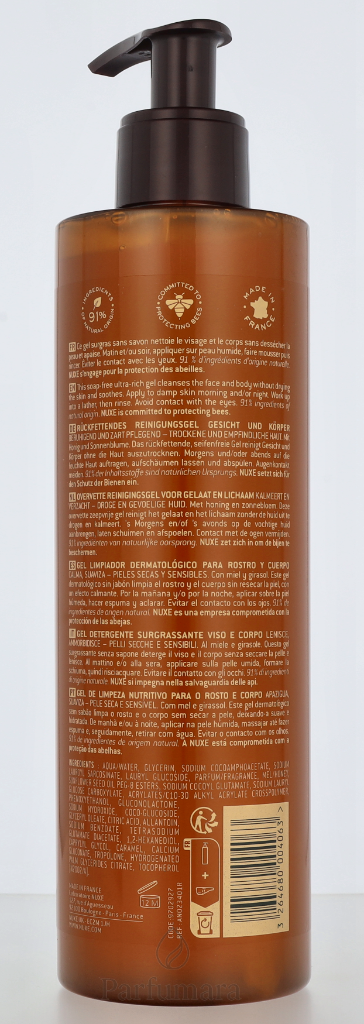 INGREDIENTS
91%
OF NATURAL ORIGIN
COMMITTED TO
PROTECTING BEES
MADE IN
FRANCE
FR Ce gel surgras sans savon nettoie le visage et le corps sans dessécher la
peau et apaise. Matin et/ou soir, appliquer sur peau humide, faire mousser puis
rincer. Éviter le contact avec les yeux. 91 % d'ingrédients d'origine naturelle.
NUXE s'engage pour la protection des abeilles.
EN This soap-free ultra-rich gel cleanses the face and body without drying
the skin and soothes. Apply to damp skin morning and/or night. Work up
into a lather, then rinse. Avoid contact with the eyes. 91% ingredients of
natural origin. NUXE is committed to protecting bees.
RÜCKFETTENDES REINIGUNGSGEL GESICHT UND KÖRPER
BERUHIGEND UND ZART PFLEGEND – TROCKENE UND EMPFINDLICHE HAUT. Mit
Honig und Sonnenblume. Das rückfettende, seifenfreie Gel reinigt Gesicht und
Körper ohne die Haut auszutrocknen. Morgens und/oder abends auf die
feuchte Haut auftragen, aufschäumen lassen und abspülen. Augenkontakt
meiden. 91% der Inhaltsstoffe sind natürlichen Ursprungs. NUXE setzt sich für
den Schutz der Bienen ein.
NL OVERVETTE REINIGINGSGEL VOOR GELAAT EN LICHAAM KALMEERT EN
VERZACHT – DROGE EN GEVOELIGE HUID. Met honing en zonnebloem. Deze
overvette zeepvrije gel reinigt het gelaat en het lichaam zonder de huid uit te
drogen en kalmeert. 's Morgens en/of 's avonds op de vochtige huid
aanbrengen, laten schuimen en afspoelen. Contact met de ogen vermijden.
91% ingrediënten van natuurlijke oorsprong. NUXE zet zich in om de bijen te
beschermen.
ES GEL LIMPIADOR DERMATOLÓGICO PARA ROSTRO Y CUERPO
CALMA, SUAVIZA – PIELES SECAS Y SENSIBLES. Con miel y girasol. Este gel
dermatológico sin jabón limpia el rostro y el cuerpo sin resecar la piel, con
un efecto calmante. Por la mañana y/o por la noche, aplicar sobre la piel
húmeda, hacer espuma y aclarar. Evitar el contacto con los ojos. 91% de
ingredientes de origen natural. NUXE es una empresa comprometida con la
protección de las abejas.
IT GEL DETERGENTE SURGRASSANTE VISO E CORPO LENISCE,
AMMORBIDISCE – PELLI SECCHE E SENSIBILI. Al miele e girasole. Questo gel
surgrassante senza sapone deterge il viso e il corpo senza seccare la pelle e
lenisce. Al mattino e/o alla sera, applicare sulla pelle umida, formare la
schiuma, quindi risciacquare. Evitare il contatto con gli occhi. 91% di ingredienti
di origine naturale. NUXE si impegna nella salvaguardia delle api.
PT GEL DE LIMPEZA NUTRITIVO PARA O ROSTO E CORPO APAZIGUA,
SUAVIZA – PELE SECA E SENSÍVEL. Com mel e girassol. Este gel dermatológico
sem sabão limpa o rosto e o corpo sem secar a pele, deixando-a suave e
hidratada. De manhã e/ou à noite, aplicar na pele húmida, massajar até fazer
espuma e, seguidamente, retirar com água. Evitar o contacto com os olhos.
91% de ingredientes de origem natural. A NUXE está comprometida com a
proteção das abelhas.
INGREDIENTS : AQUA/WATER, GLYCERIN, SODIUM COCOAMPHOACETATE, SODIUM
LAUROYL SARCOSINATE, LAURYL GLUCOSIDE, PARFUM/FRAGRANCE, MEL/HONEY,
SUNFLOWER SEED OIL PEG-8 ESTERS, SODIUM COCOYL GLUTAMATE, SODIUM LAURYL
GLUCOSE CARBOXYLATE, ACRYLATES/C10-30 ALKYL ACRYLATE CROSSPOLYMER,
PHENOXYETHANOL, GLUCONOLACTONE,
SODIUM HYDROXIDE, COCO-GLUCOSIDE,
GLYCERYL OLEATE, CITRIC ACID, ALLANTOIN,
SODIUM BENZOATE, TETRASODIUM
GLUTAMATE DIACETATE, 1,2-HEXANEDIOL,
CAPRYLYL GLYCOL, CARAMEL, CALCIUM
GLUCONATE, PROPOLIS, HYDROGENATED
PALM GLYCERIDES CITRATE, TOCOPHEROL
FR
+
MADE IN FRANCE
Laboratoire NUXE
127 rue d'Aguesseau
92100 Boulogne - Paris - France
WWW.NUXE.COM
12 M
CODE: 9202927
3 264680 004063 >
Parfumara